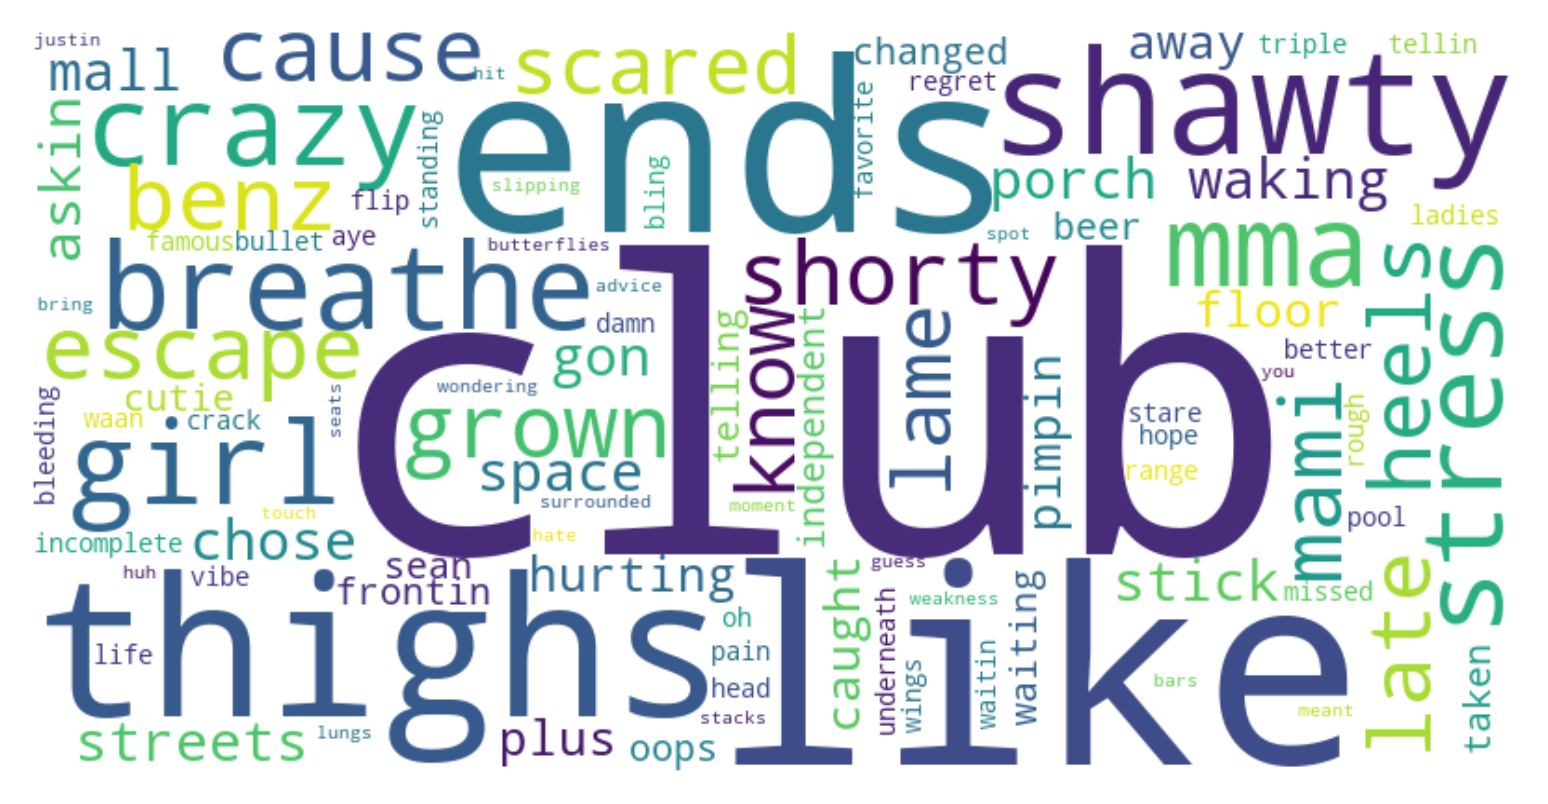 justin
mall
cause
hit
scared
changed
away
triple
tellin
regret
shawty
askin
crazy
ends
favorite
standing
benz
flip
slipping
bling
porch
waking
ladies
famous
bullet
aye
butterflies
spot
beer
mma
breathe
advice
shorty
bring
damn
floor
heels
stress
escape
gon
telling
know
independent
lame
better
you
club
cutie
wondering
seats
waan
crack
grown
pimpin
stare
hope
mami
rough
bleeding
girl
space
range
surrounded
moment
touch
pool
incomplete
chose
hate
huh
vibe
sean
frontin
hurting
guess
stick
missed
late
thighs
like
caught
underneath
weakness
waiting
oh
life
pain
wings
waitin
head
bars
taken
stacks
meant
streets
lungs
plus
oops